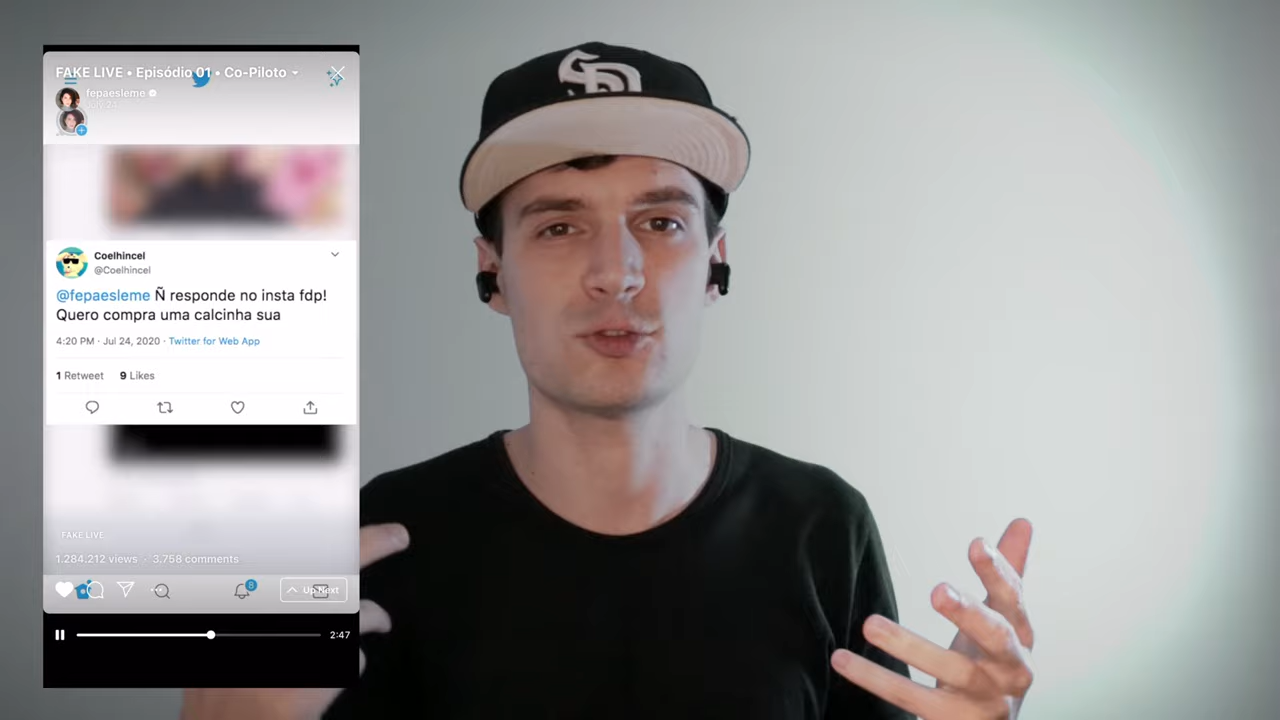 FAKE LIVE • Episódio 01 • Co-Piloto
fepaesleme
July 24
Coelhincel
@Coelhincel
@fepaesleme Ñ responde no insta fdp!
Quero compra uma calcinha sua
4:20 PM · Jul 24, 2020 · Twitter for Web App
1 Retweet 9 Likes
FAKE LIVE
1.284.212 views · 3.758 comments
Up Next
2:47